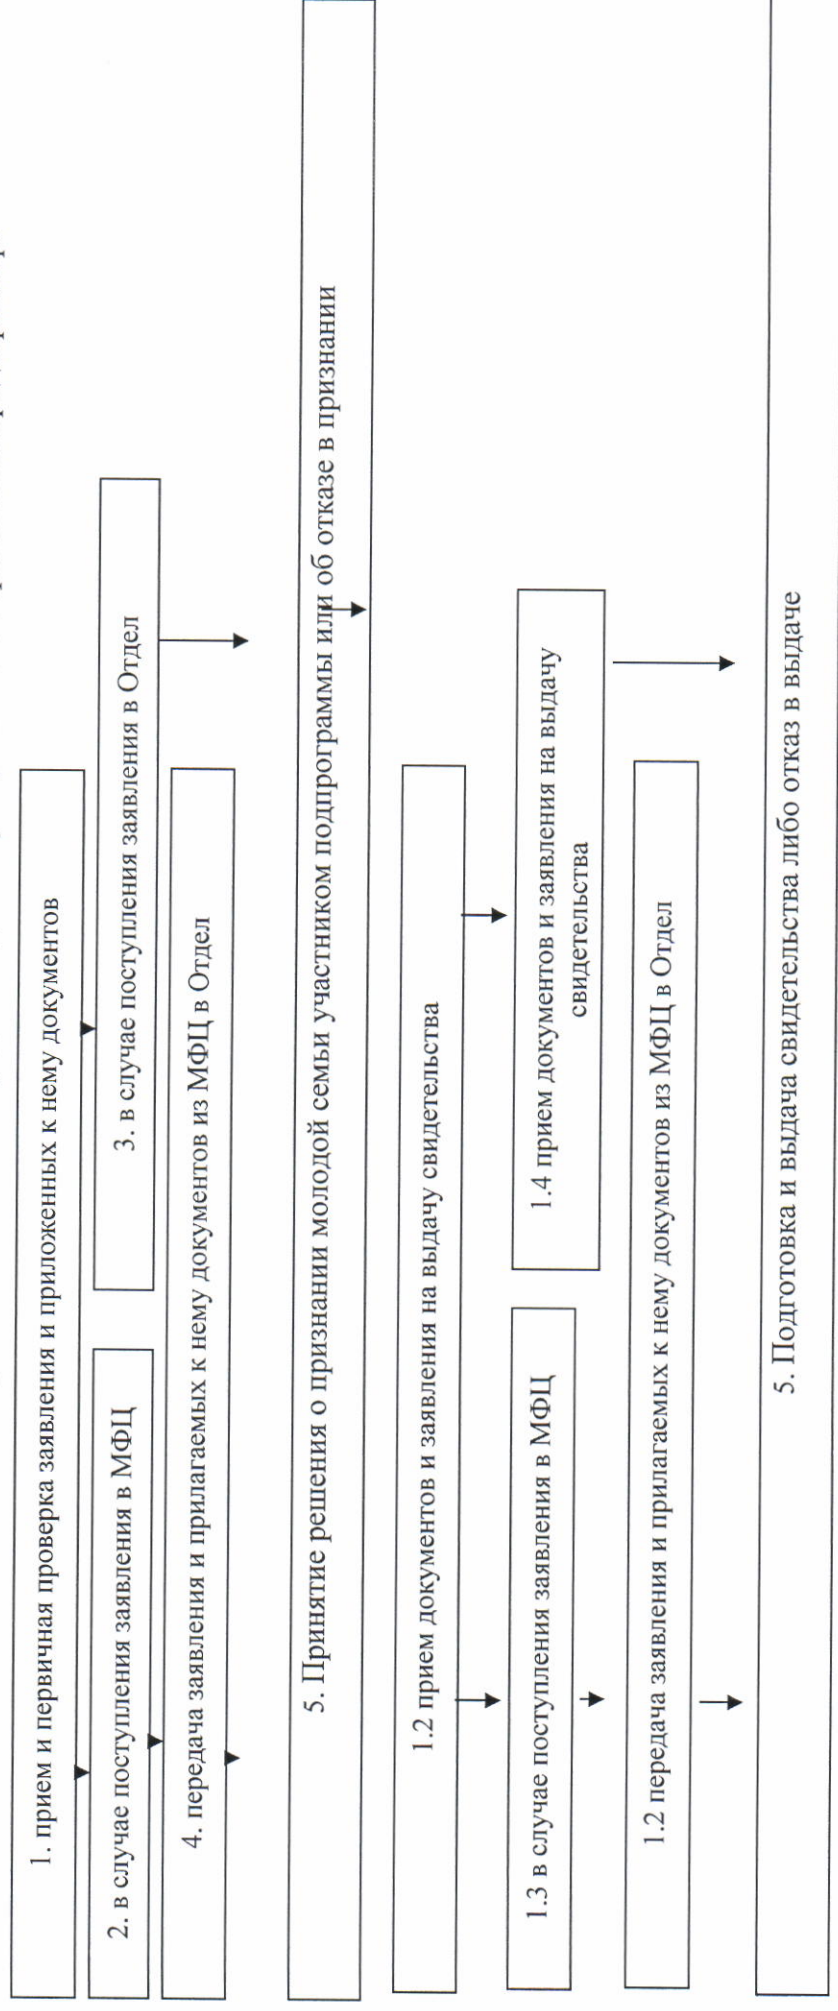 1. прием и первичная проверка заявления и приложенных к нему документов
2. в случае поступления заявления в МФЦ
3. в случае поступления заявления в Отдел
4. передача заявления и прилагаемых к нему документов из МФЦ в Отдел
5. Принятие решения о признании молодой семьи участником подпрограммы или об отказе в признании
1.2 прием документов и заявления на выдачу свидетельства
1.3 в случае поступления заявления в МФЦ
1.4 прием документов и заявления на выдачу
свидетельства
1.2 передача заявления и прилагаемых к нему документов из МФЦ в Отдел
5. Подготовка и выдача свидетельства либо отказ в выдаче